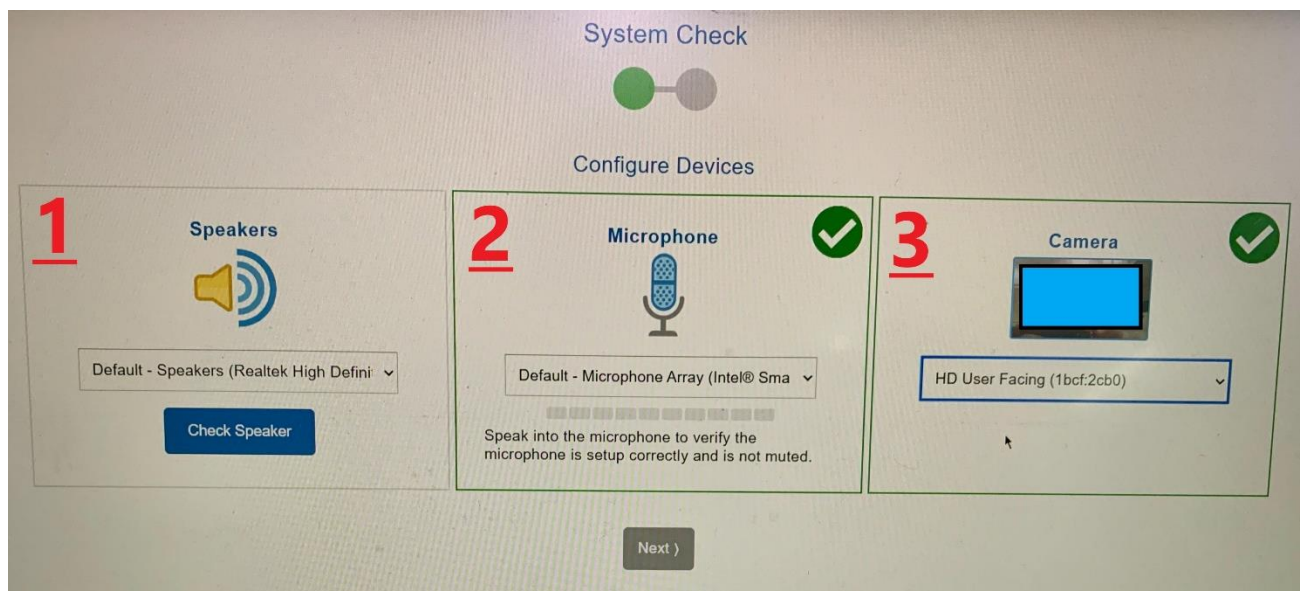 System Check
Configure Devices
1
Speakers
Default - Speakers (Realtek High Defini
Check Speaker
2
Microphone
Default - Microphone Array (Intel® Sma
Speak into the microphone to verify the
microphone is setup correctly and is not muted.
3
Camera
HD User Facing (1bcf:2cb0)
Next ⟩